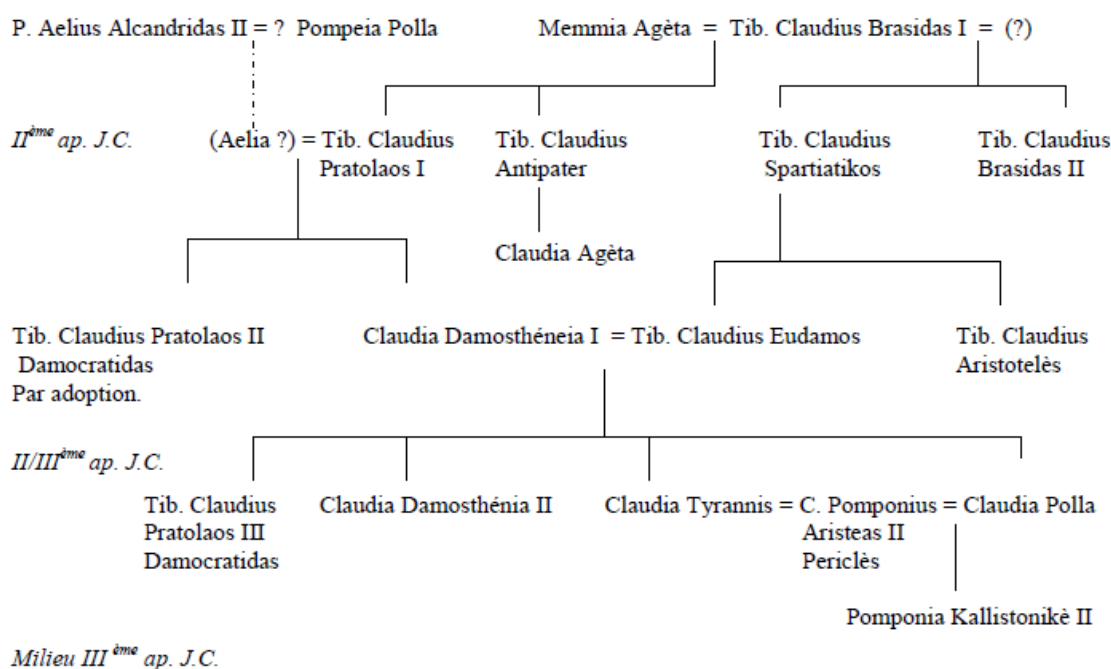 P. Aelius Alcandridas II = ? Pompeia Polla Memmia Agèta = Tib. Claudius Brasidas I = (?)
IIème ap. J.C. (Aelia ?) = Tib. Claudius Tib. Claudius Tib. Claudius Tib. Claudius
Pratolaos I Antipater Spartiatikos Brasidas II
Claudia Agèta
Tib. Claudius Pratolaos II Claudia Damosthéneia I = Tib. Claudius Eudamos Tib. Claudius
Damocratidas Aristotelès
Par adoption.
II/IIIème ap. J.C.
Tib. Claudius Claudia Damosthénia II Claudia Tyrannis = C. Pomponius = Claudia Polla
Pratolaos III Aristeas II
Damocratidas Periclès
Pomponia Kallistonikè II
Milieu III ème ap. J.C.